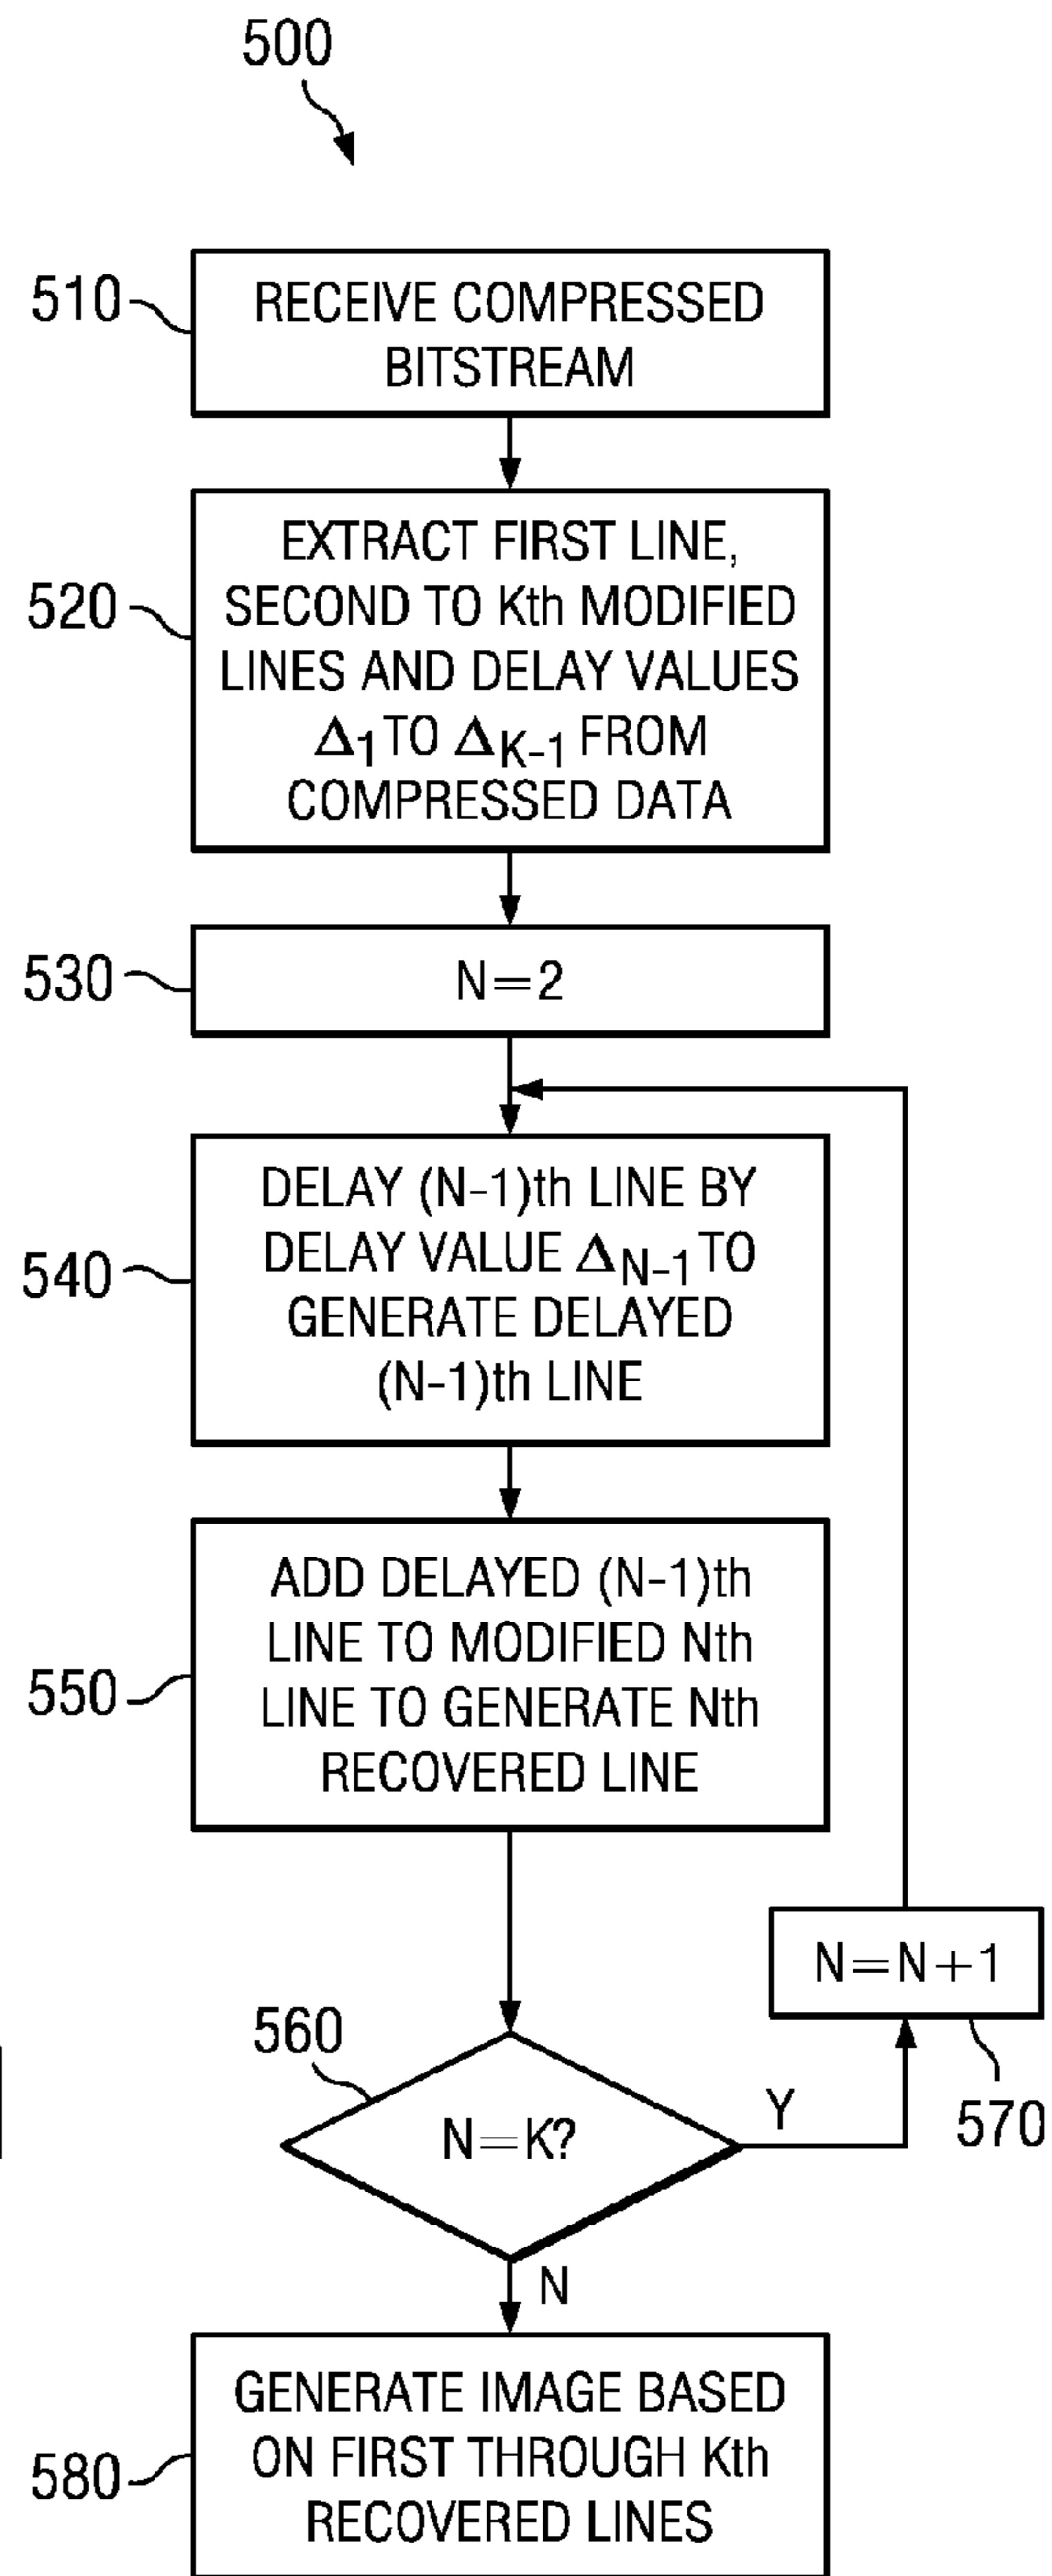 500
510
RECEIVE COMPRESSED
BITSTREAM
520
EXTRACT FIRST LINE,
SECOND TO Kth MODIFIED
LINES AND DELAY VALUES
Δ1 TO ΔK-1 FROM
COMPRESSED DATA
530
N=2
540
DELAY (N-1)th LINE BY
DELAY VALUE ΔN-1 TO
GENERATE DELAYED
(N-1)th LINE
550
ADD DELAYED (N-1)th
LINE TO MODIFIED Nth
LINE TO GENERATE Nth
RECOVERED LINE
560
N=K?
Y
N=N+1
570
N
580
GENERATE IMAGE BASED
ON FIRST THROUGH Kth
RECOVERED LINES